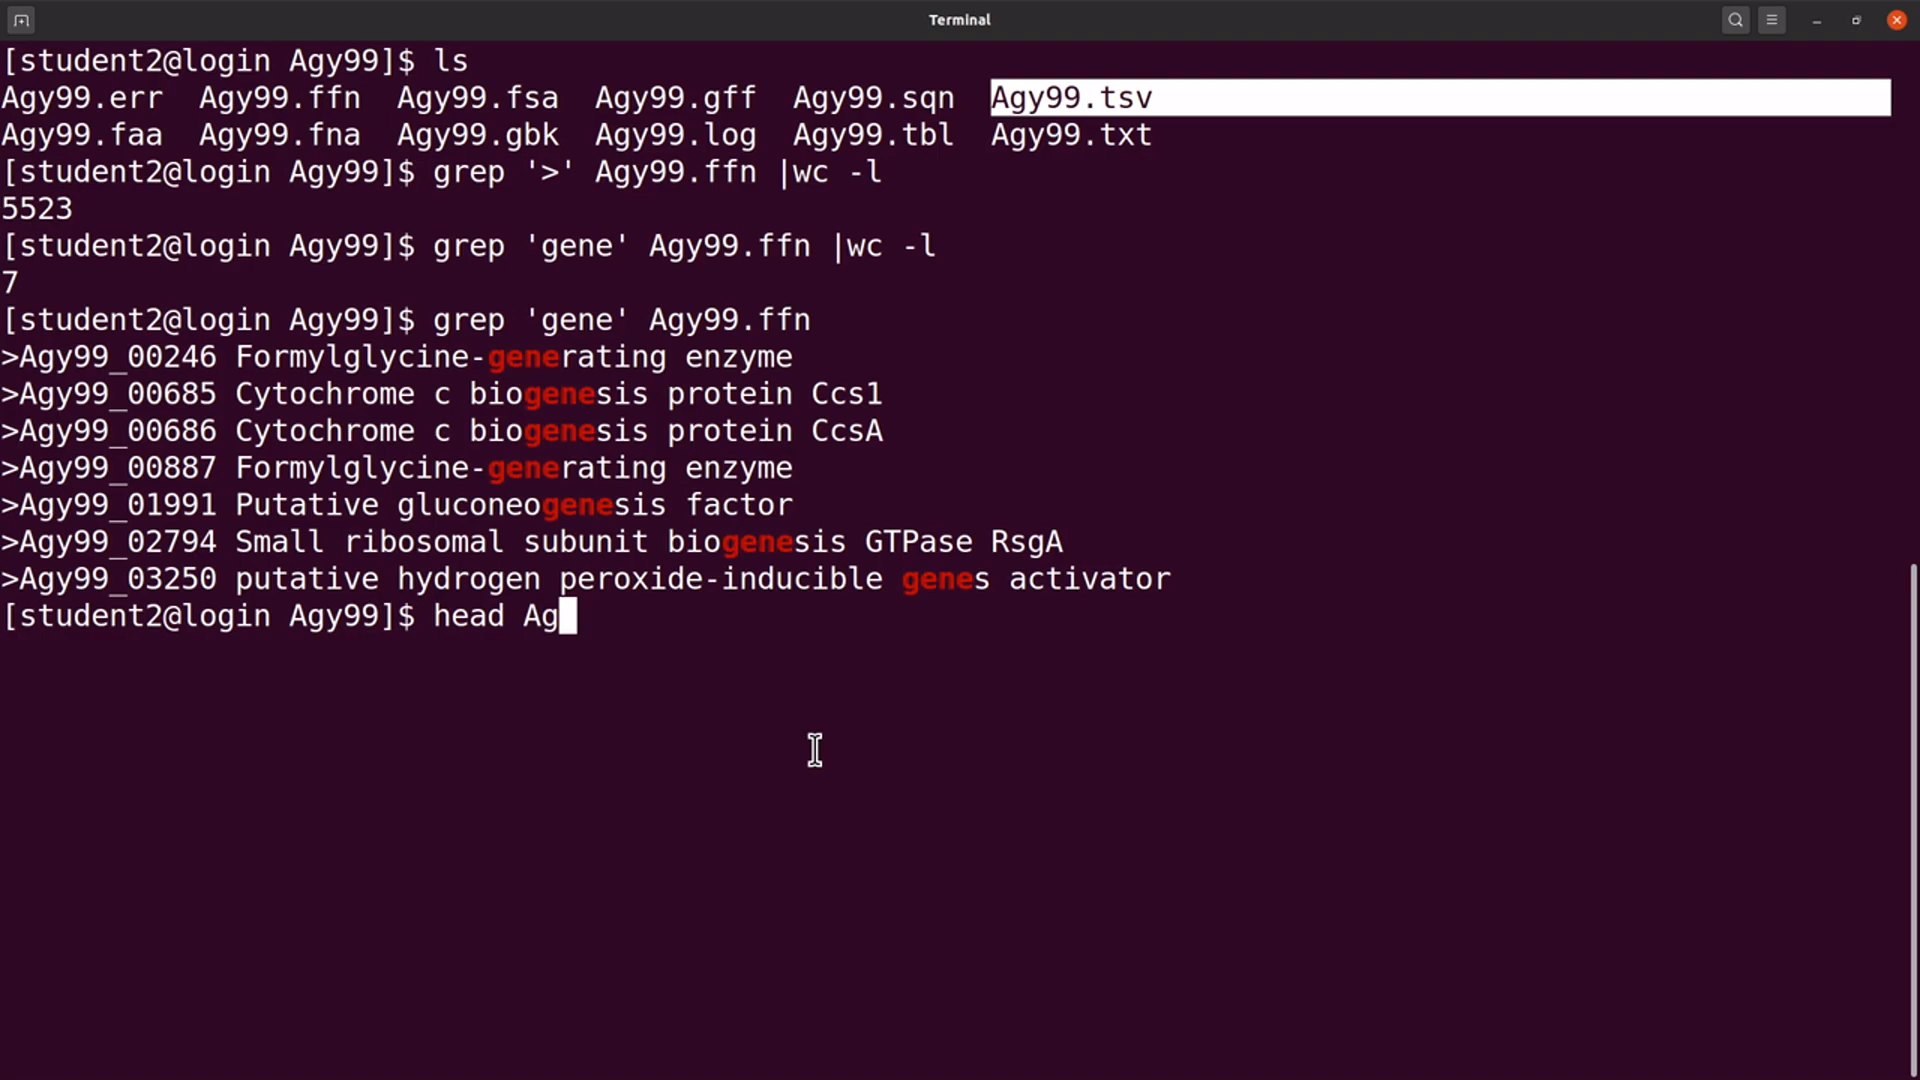 Terminal
[student2@login Agy99]$ ls
Agy99.err  Agy99.ffn  Agy99.fsa  Agy99.gff  Agy99.sqn  Agy99.tsv
Agy99.faa  Agy99.fna  Agy99.gbk  Agy99.log  Agy99.tbl  Agy99.txt
[student2@login Agy99]$ grep '>' Agy99.ffn |wc -l
5523
[student2@login Agy99]$ grep 'gene' Agy99.ffn |wc -l
7
[student2@login Agy99]$ grep 'gene' Agy99.ffn
>Agy99_00246 Formylglycine-generating enzyme
>Agy99_00685 Cytochrome c biogenesis protein Ccs1
>Agy99_00686 Cytochrome c biogenesis protein CcsA
>Agy99_00887 Formylglycine-generating enzyme
>Agy99_01991 Putative gluconeogenesis factor
>Agy99_02794 Small ribosomal subunit biogenesis GTPase RsgA
>Agy99_03250 putative hydrogen peroxide-inducible genes activator
[student2@login Agy99]$ head Ag